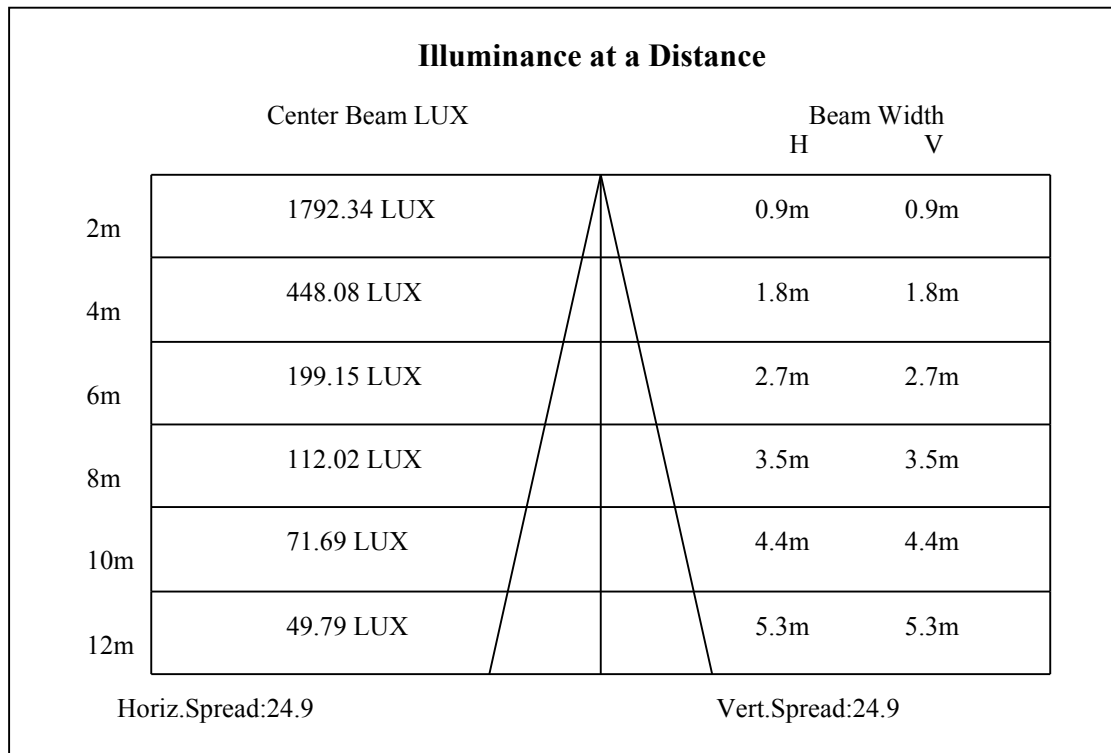 Illuminance at a Distance
Center Beam LUX Beam Width
H V
1792.34 LUX 0.9m 0.9m
2m
448.08 LUX 1.8m 1.8m
4m
199.15 LUX 2.7m 2.7m
6m
112.02 LUX 3.5m 3.5m
8m
71.69 LUX 4.4m 4.4m
10m
49.79 LUX 5.3m 5.3m
12m
Horiz.Spread:24.9 Vert.Spread:24.9